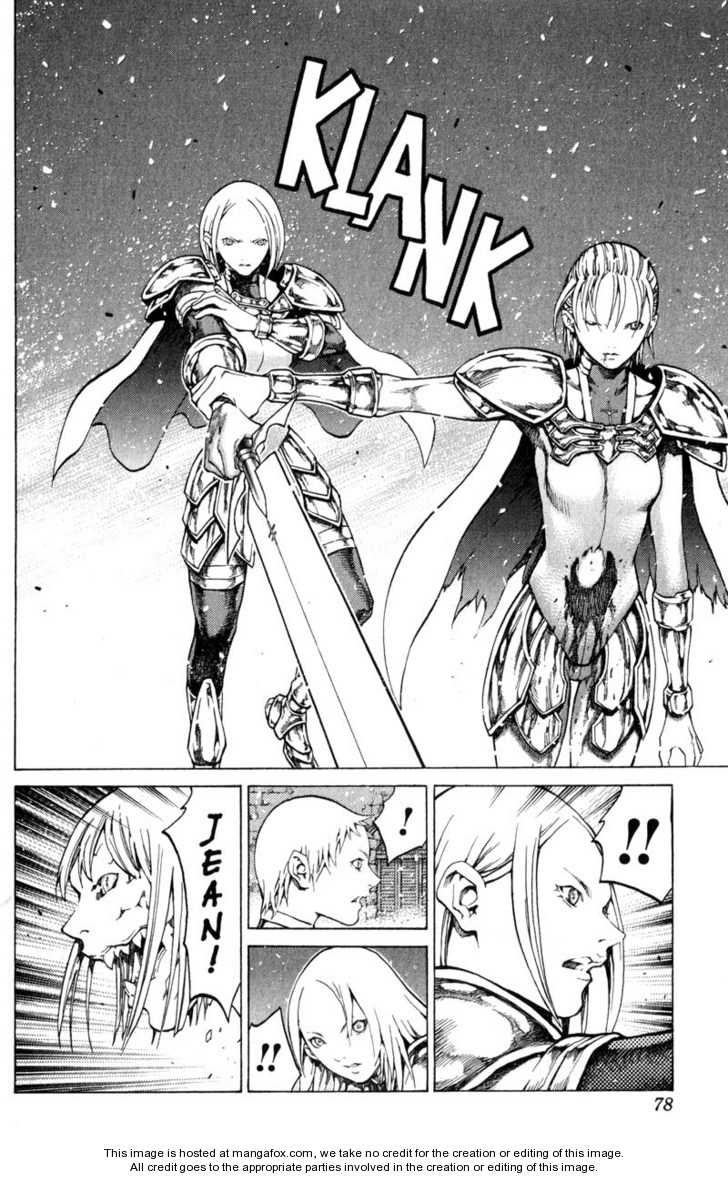 KLANK
!!
!
!!
JEAN!
78
This image is hosted at mangafox.com, we take no credit for the creation or editing of this image.
All credit goes to the appropriate parties involved in the creation or editing of this image.